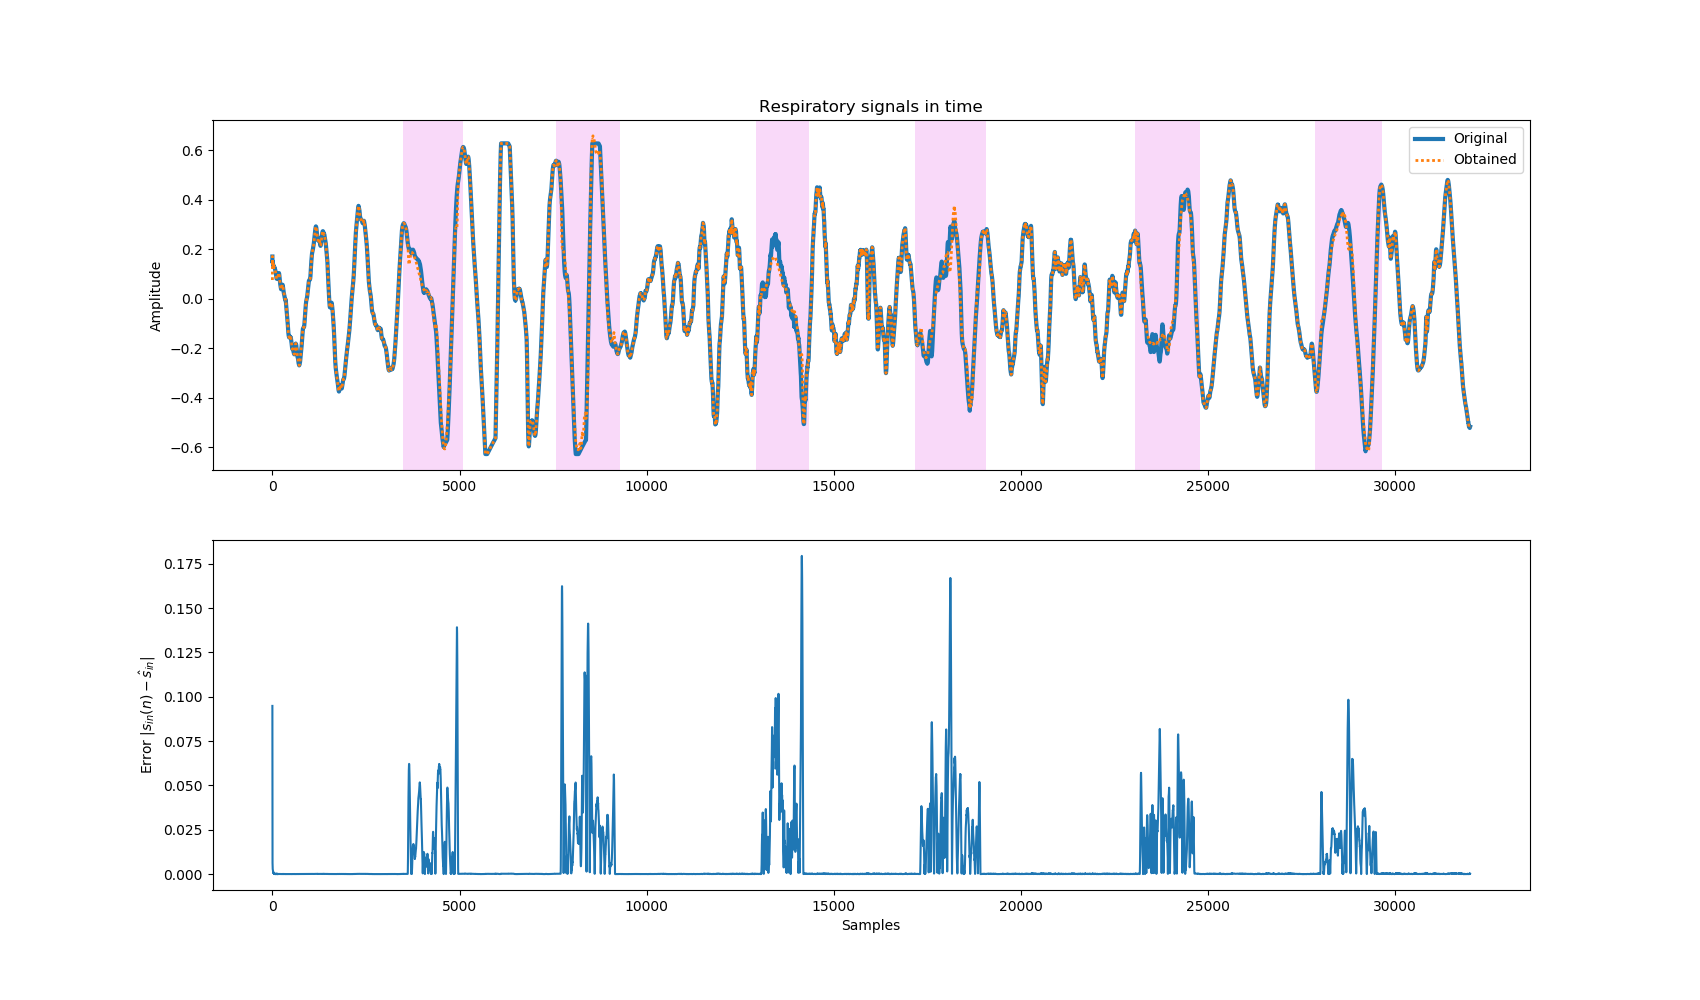 Respiratory signals in time
Amplitude
0.6
0.4
0.2
0.0
−0.2
−0.4
−0.6
Original
Obtained
0 5000 10000 15000 20000 25000 30000
Error |s_{in}(n) − ŝ_{in}|
0.175
0.150
0.125
0.100
0.075
0.050
0.025
0.000
0 5000 10000 15000 20000 25000 30000
Samples